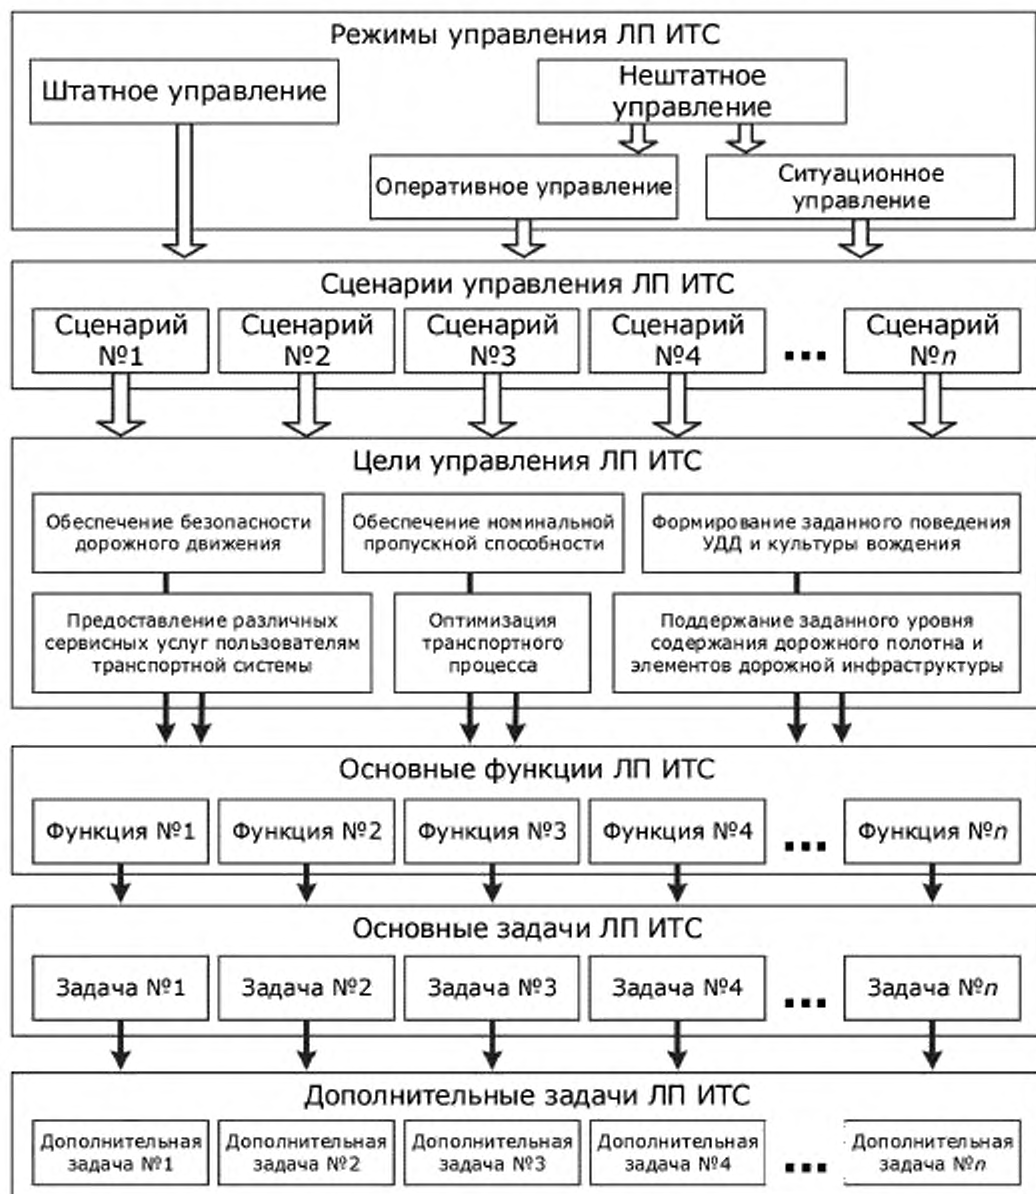 Режимы управления ЛП ИТС
Штатное управление
Нештатное
управление
Оперативное управление
Ситуационное
управление
Сценарии управления ЛП ИТС
Сценарий
№1
Сценарий
№2
Сценарий
№3
Сценарий
№4
...
Сценарий
№n
Цели управления ЛП ИТС
Обеспечение безопасности
дорожного движения
Обеспечение номинальной
пропускной способности
Формирование заданного поведения
УДД и культуры вождения
Предоставление различных
сервисных услуг пользователям
транспортной системы
Оптимизация
транспортного
процесса
Поддержание заданного уровня
содержания дорожного полотна и
элементов дорожной инфраструктуры
Основные функции ЛП ИТС
Функция №1
Функция №2
Функция №3
Функция №4
...
Функция №n
Основные задачи ЛП ИТС
Задача №1
Задача №2
Задача №3
Задача №4
...
Задача №n
Дополнительные задачи ЛП ИТС
Дополнительная
задача №1
Дополнительная
задача №2
Дополнительная
задача №3
Дополнительная
задача №4
...
Дополнительная
задача №n